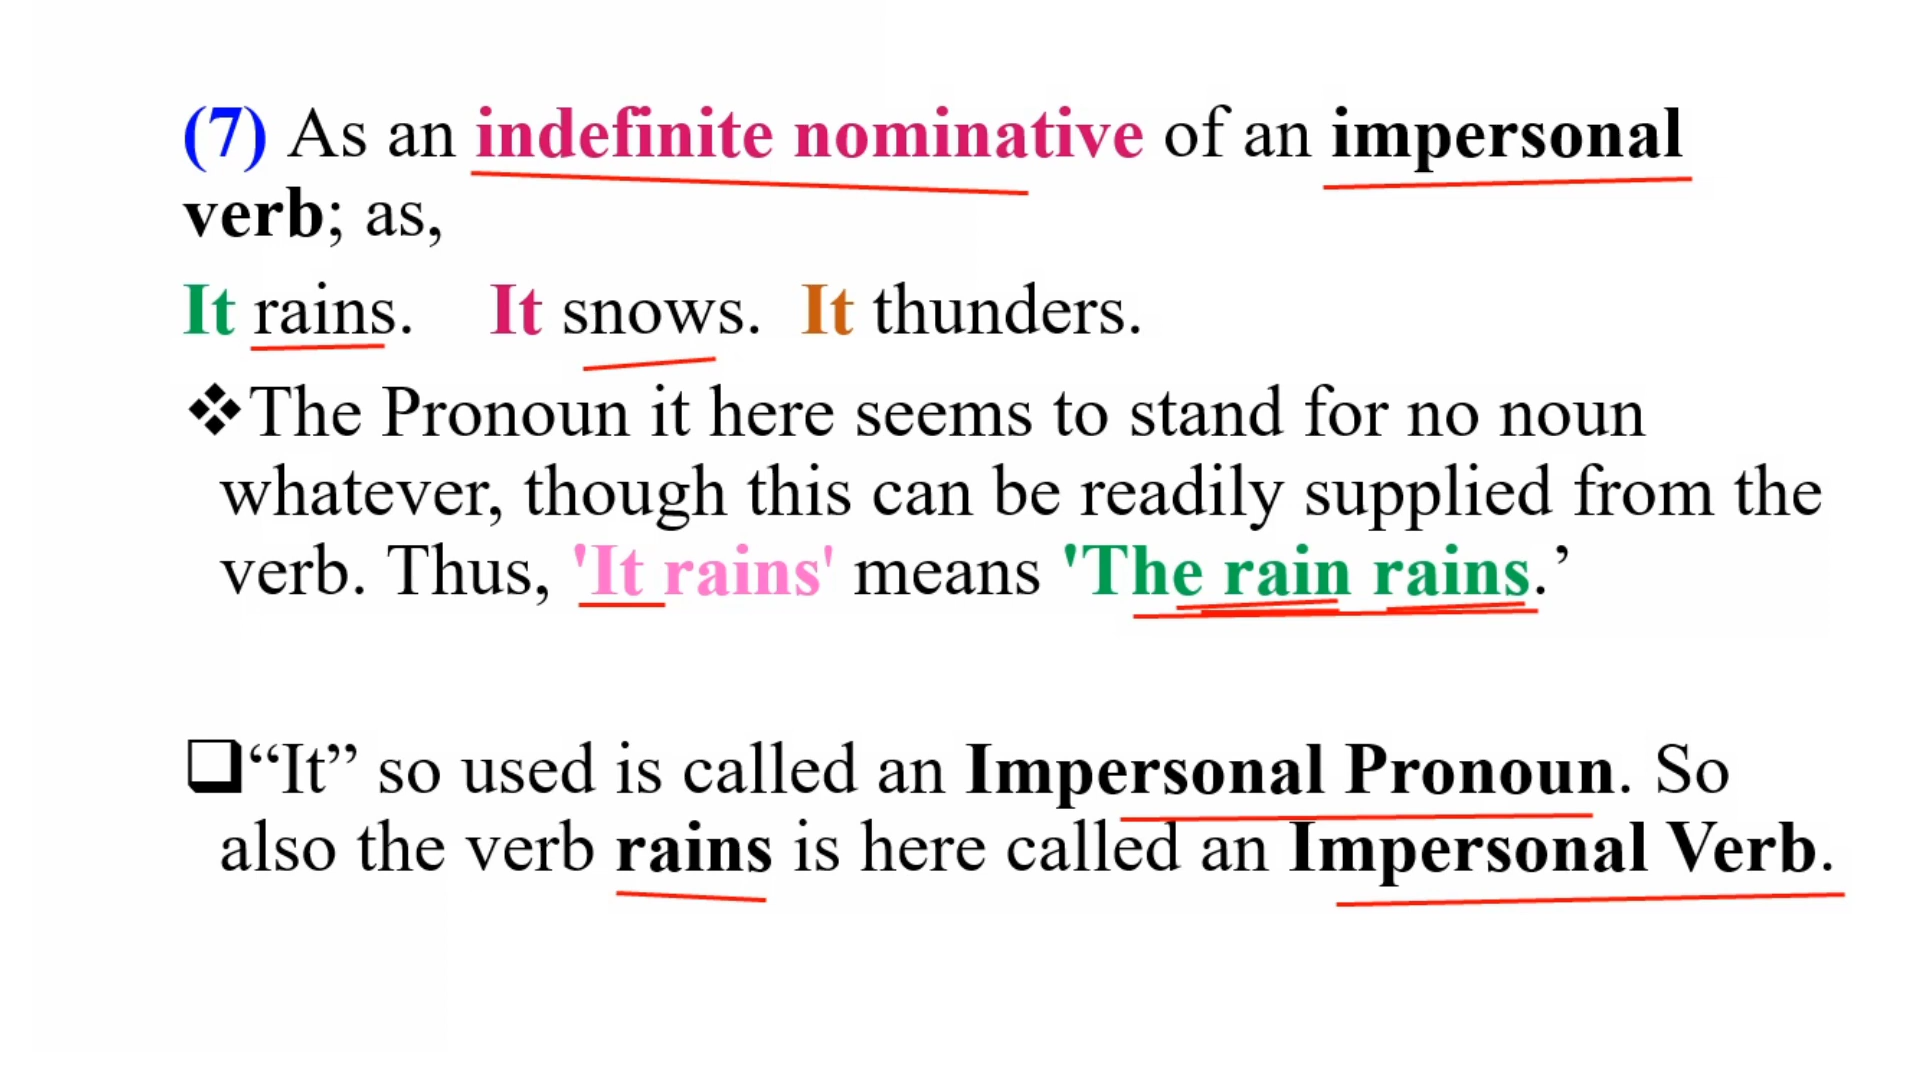 (7) As an indefinite nominative of an impersonal
verb; as,
It rains. It snows. It thunders.
❖The Pronoun it here seems to stand for no noun
whatever, though this can be readily supplied from the
verb. Thus, 'It rains' means 'The rain rains.’
❑“It” so used is called an Impersonal Pronoun. So
also the verb rains is here called an Impersonal Verb.